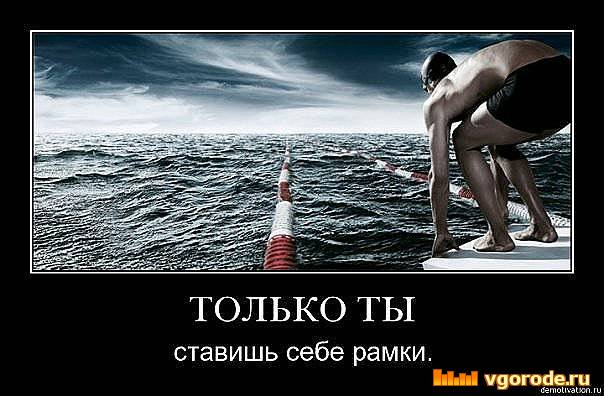 ТОЛЬКО ТЫ
ставишь себе рамки.
vgorode.ru
demotivation.ru